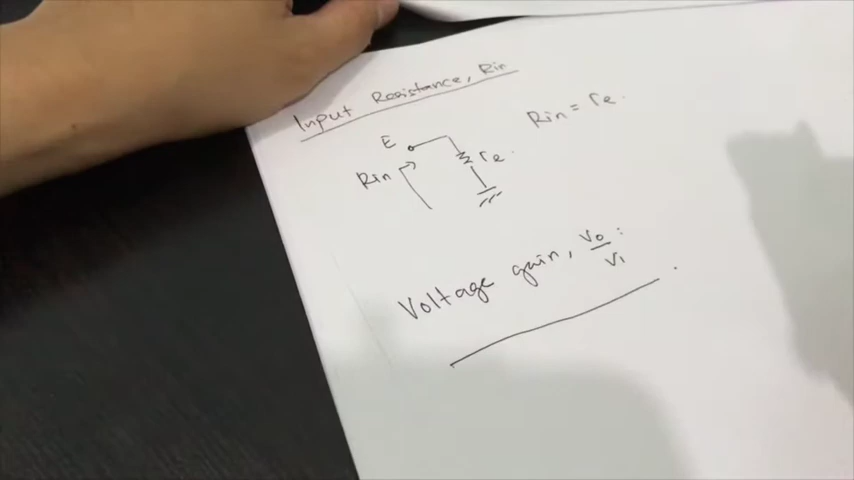 Input Resistance, Rin
Rin = re.
E
re.
Rin
Voltage gain, Vo/Vi :